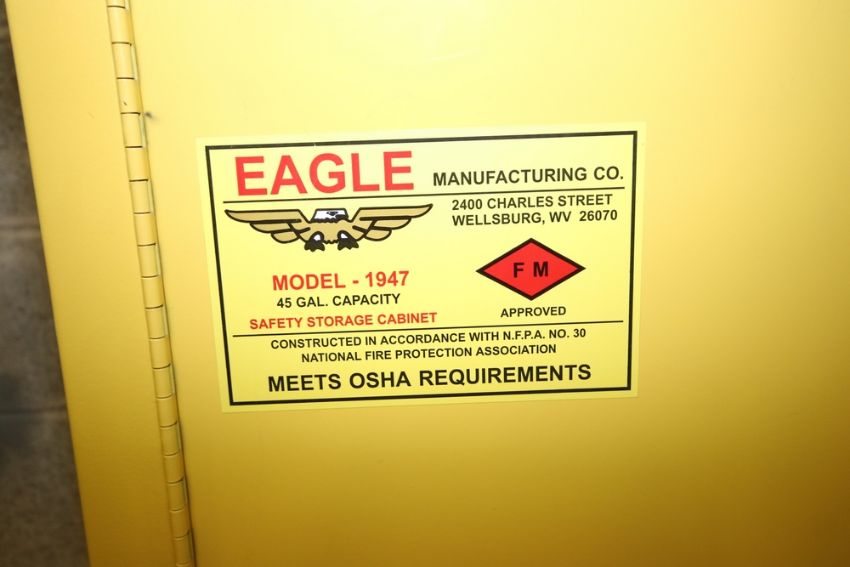 EAGLE MANUFACTURING CO.
2400 CHARLES STREET
WELLSBURG, WV 26070
MODEL - 1947
45 GAL. CAPACITY
SAFETY STORAGE CABINET
F M
APPROVED
CONSTRUCTED IN ACCORDANCE WITH N.F.P.A. NO. 30
NATIONAL FIRE PROTECTION ASSOCIATION
MEETS OSHA REQUIREMENTS